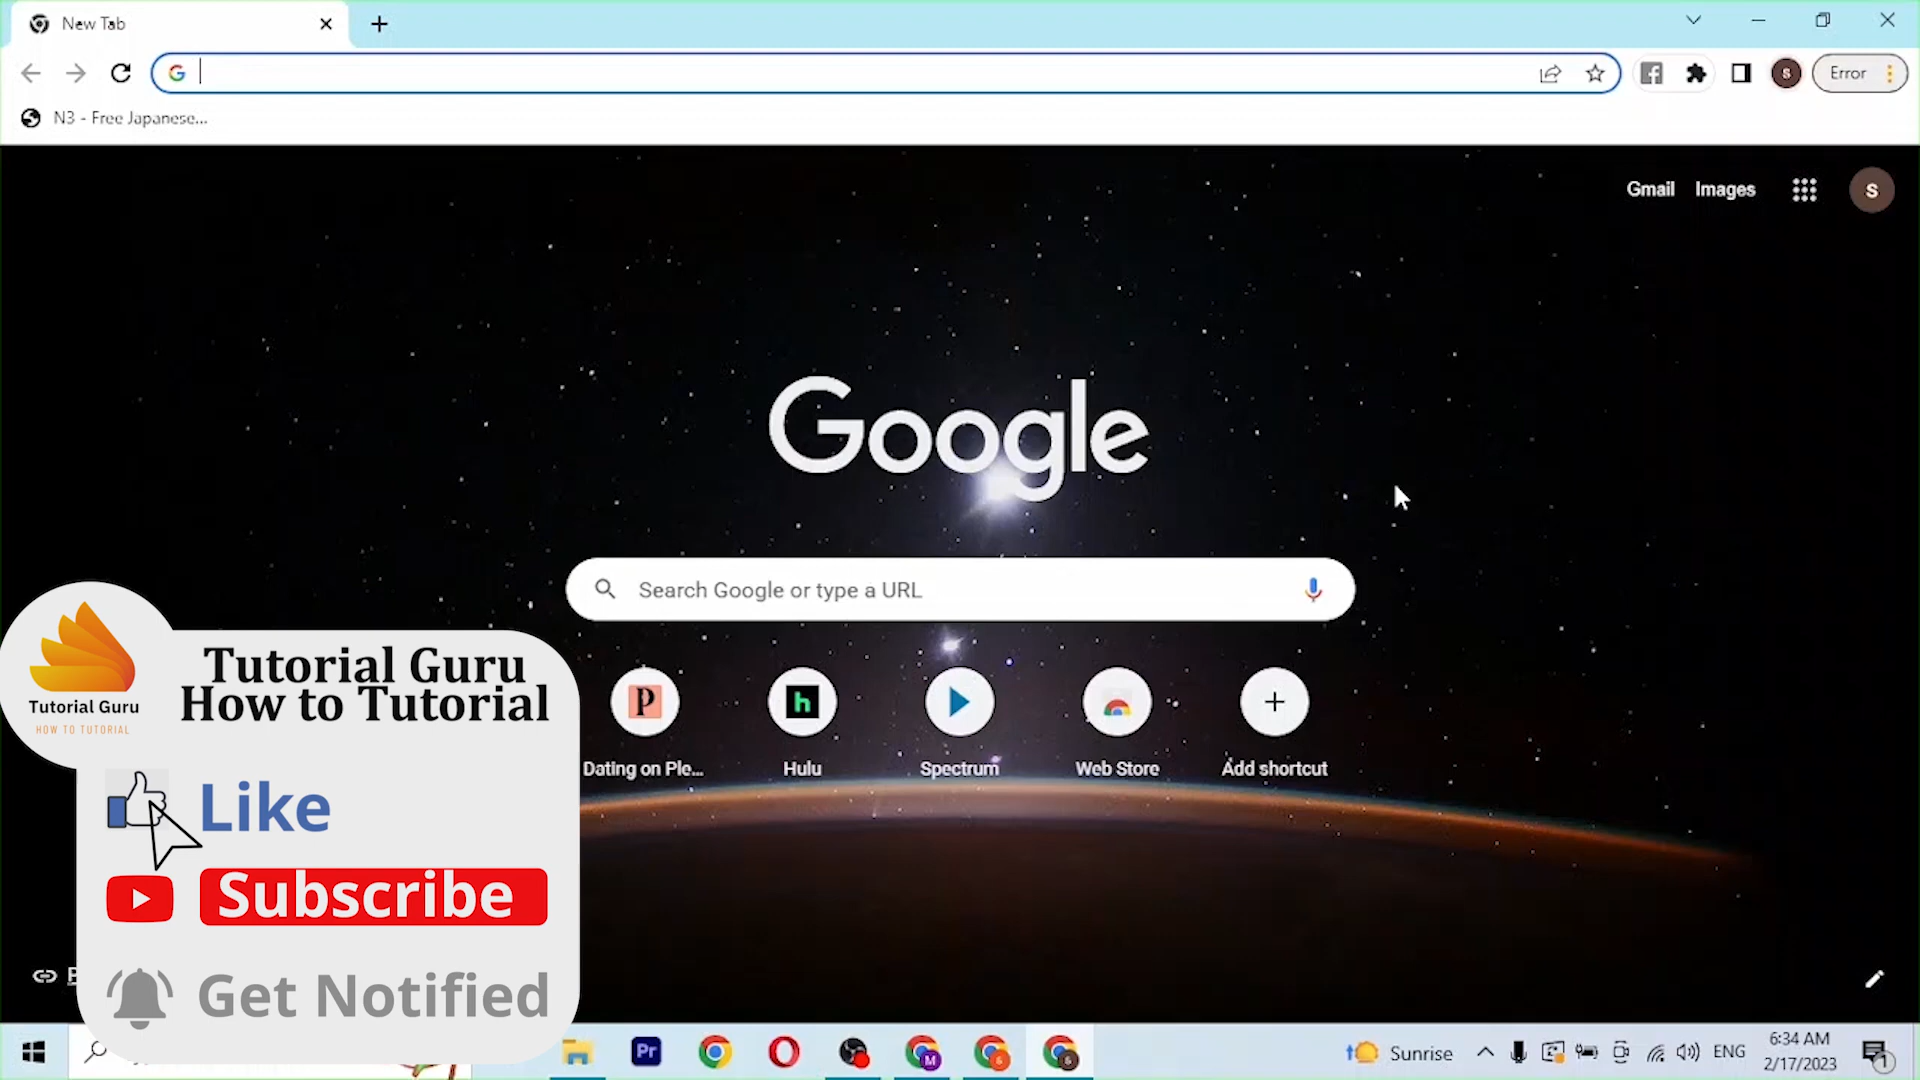 New Tab
Error
N3 - Free Japanese...
Gmail Images
S
Google
Search Google or type a URL
Dating on Ple... Hulu Spectrum Web Store Add shortcut
Tutorial Guru
How to Tutorial
Tutorial Guru
HOW TO TUTORIAL
Like
Subscribe
Get Notified
Pr
Sunrise
ENG
6:34 AM
2/17/2023
1